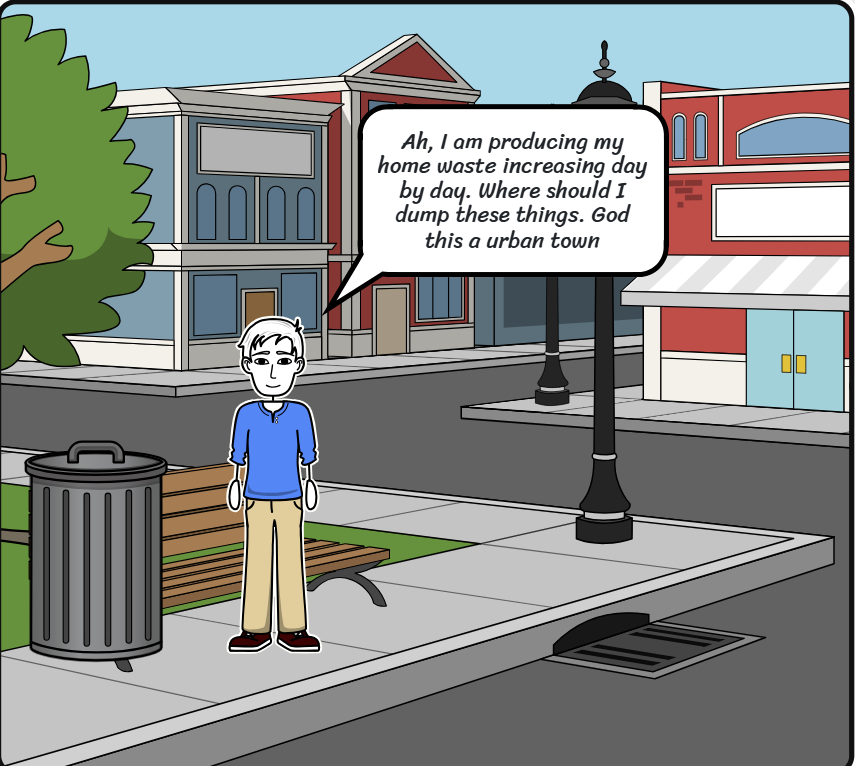 Ah, I am producing my
home waste increasing day
by day. Where should I
dump these things. God
this a urban town